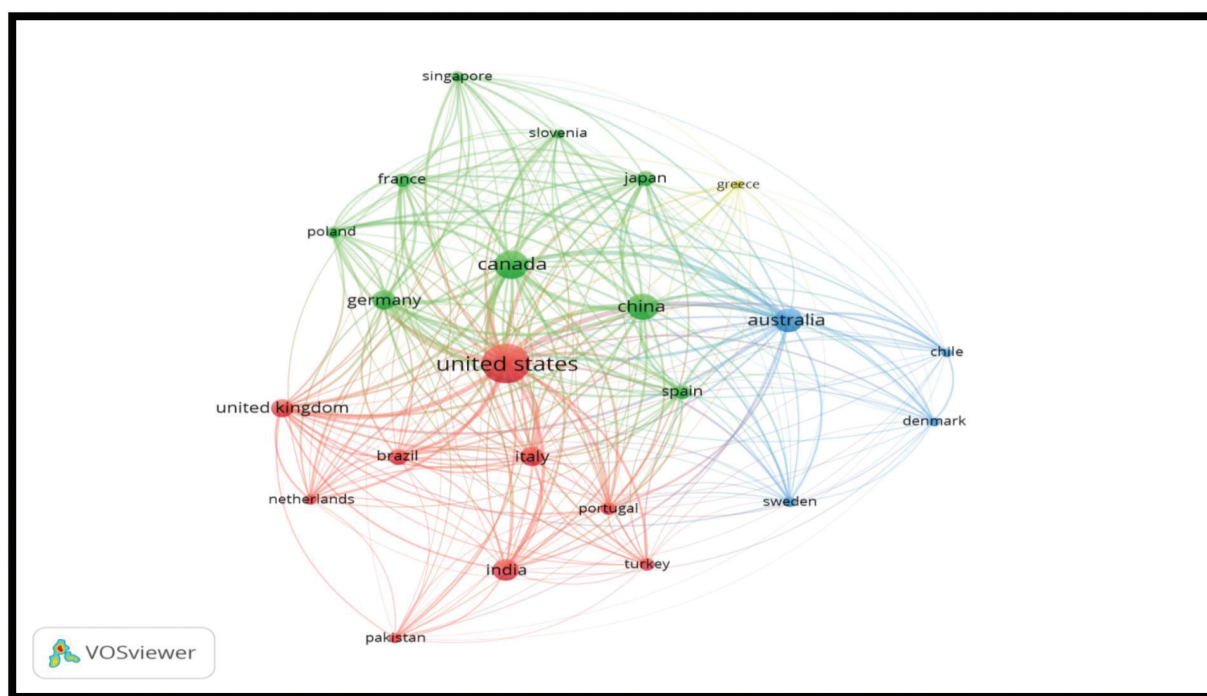 singapore
slovenia
france
japan
greece
poland
canada
germany
china
australia
chile
united states
spain
united kingdom
denmark
brazil
italy
netherlands
sweden
portugal
turkey
india
pakistan
VOSviewer